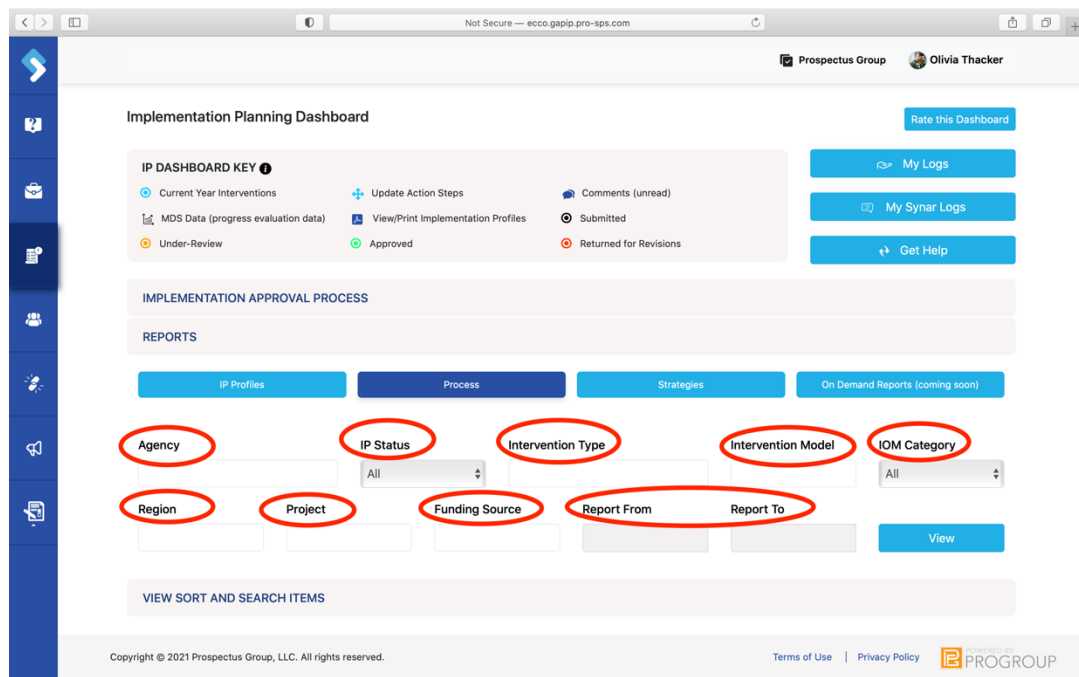 Not Secure — ecco.gapip.pro-sps.com
Prospectus Group Olivia Thacker
Implementation Planning Dashboard
Rate this Dashboard
IP DASHBOARD KEY
My Logs
Current Year Interventions Update Action Steps Comments (unread)
My Synar Logs
MDS Data (progress evaluation data) View/Print Implementation Profiles Submitted
Under-Review Approved Returned for Revisions
Get Help
IMPLEMENTATION APPROVAL PROCESS
REPORTS
IP Profiles Process Strategies On Demand Reports (coming soon)
Agency IP Status Intervention Type Intervention Model IOM Category
All All
Region Project Funding Source Report From Report To
View
VIEW SORT AND SEARCH ITEMS
Copyright © 2021 Prospectus Group, LLC. All rights reserved. Terms of Use | Privacy Policy
POWERED BY
PROGROUP